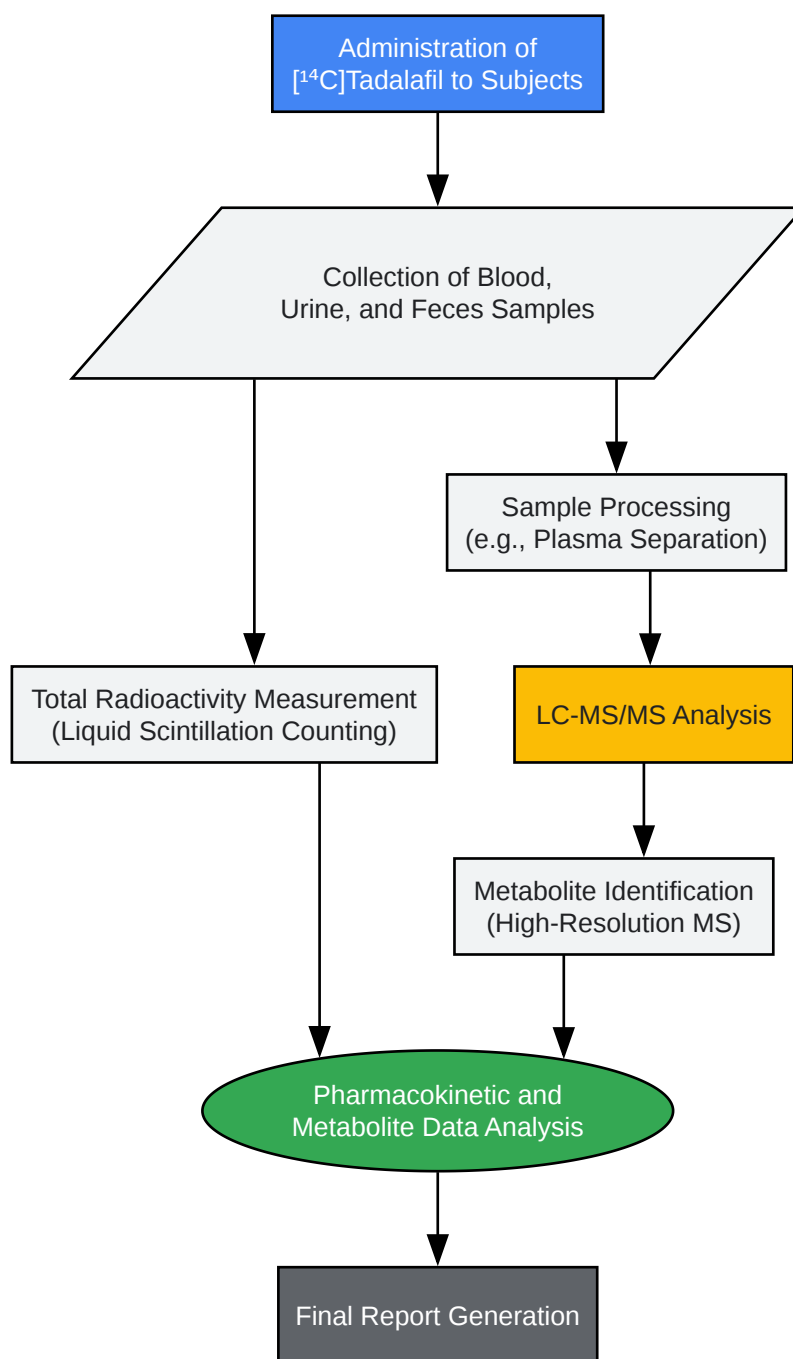 Administration of
[¹⁴C]Tadalafil to Subjects
Collection of Blood,
Urine, and Feces Samples
Sample Processing
(e.g., Plasma Separation)
Total Radioactivity Measurement
(Liquid Scintillation Counting)
LC-MS/MS Analysis
Metabolite Identification
(High-Resolution MS)
Pharmacokinetic and
Metabolite Data Analysis
Final Report Generation